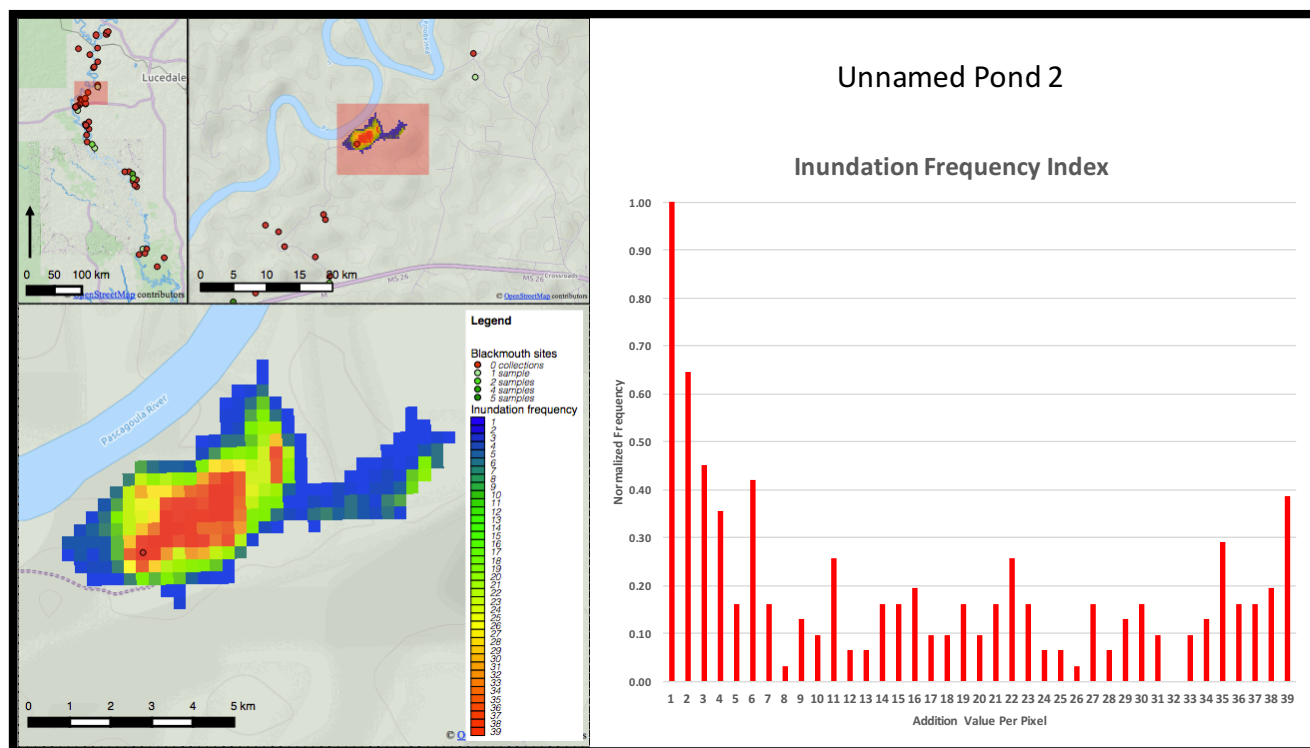 Lucedale
0 50 100 km
© OpenStreetMap contributors
0 5 10 15 20 km
MS 26
MS 26
Crossroads
© OpenStreetMap contributors
Pascagoula River
0 1 2 3 4 5 km
Legend
Blackmouth sites
0 collections
1 sample
2 samples
4 samples
5 samples
Inundation frequency
1
2
3
4
5
6
7
8
9
10
11
12
13
14
15
16
17
18
19
20
21
22
23
24
25
26
27
28
29
30
31
32
33
34
35
36
37
38
39
Unnamed Pond 2
Inundation Frequency Index
Normalized Frequency
1.00
0.90
0.80
0.70
0.60
0.50
0.40
0.30
0.20
0.10
0.00
1 2 3 4 5 6 7 8 9 10 11 12 13 14 15 16 17 18 19 20 21 22 23 24 25 26 27 28 29 30 31 32 33 34 35 36 37 38 39
Addition Value Per Pixel